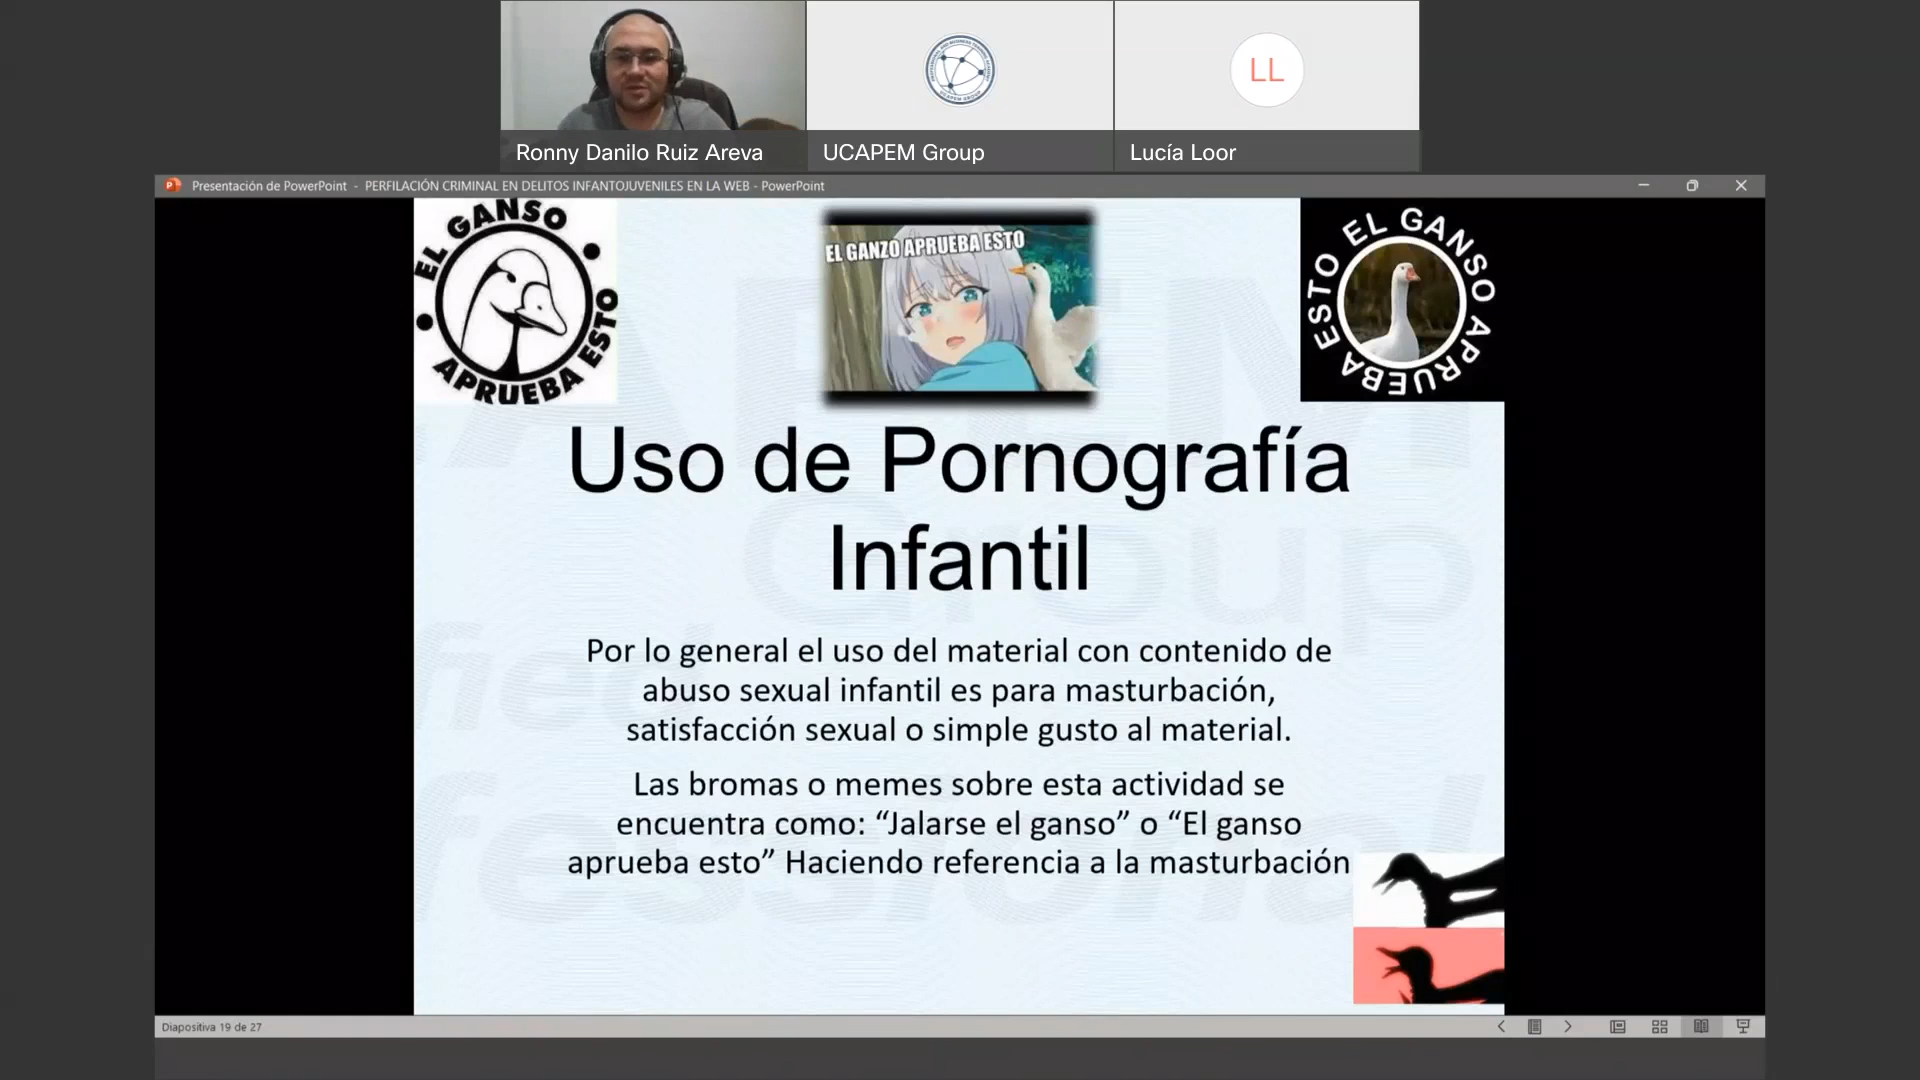 LL
Ronny Danilo Ruiz Areva
UCAPEM Group
Lucía Loor
Presentación de PowerPoint - PERFILACIÓN CRIMINAL EN DELITOS INFANTOJUVENILES EN LA WEB - PowerPoint
EL GANSO
APRUEBA ESTO
EL GANZO APRUEBA ESTO
EL GANSO APRUEBA ESTO
Uso de Pornografía
Infantil
Por lo general el uso del material con contenido de
abuso sexual infantil es para masturbación,
satisfacción sexual o simple gusto al material.
Las bromas o memes sobre esta actividad se
encuentra como: “Jalarse el ganso” o “El ganso
aprueba esto” Haciendo referencia a la masturbación
Diapositiva 19 de 27